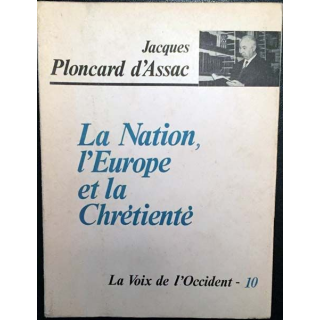 Jacques
Ploncard d'Assac
La Nation,
l'Europe
et la
Chrétienté
La Voix de l'Occident - 10